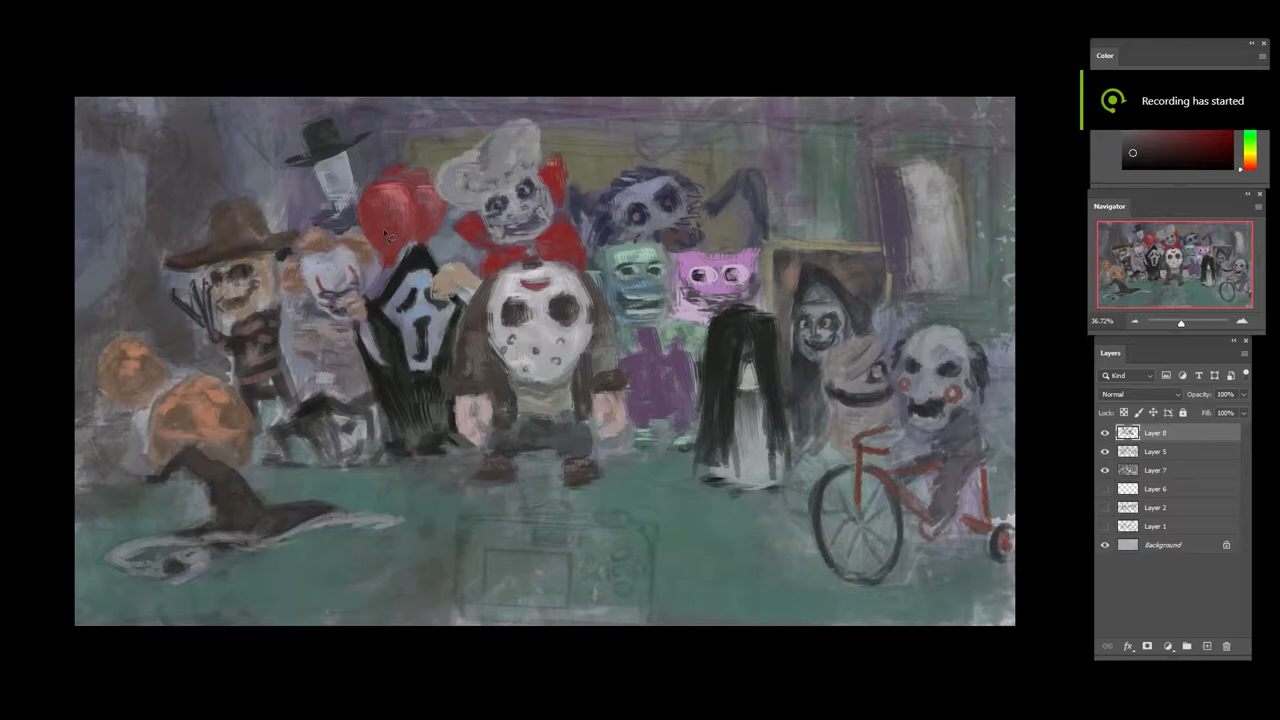 Color
Recording has started
Navigator
36.72%
Layers
Kind
Normal
Opacity: 100%
Lock:
Fill: 100%
Layer 8
Layer 5
Layer 7
Layer 6
Layer 2
Layer 1
Background
fx